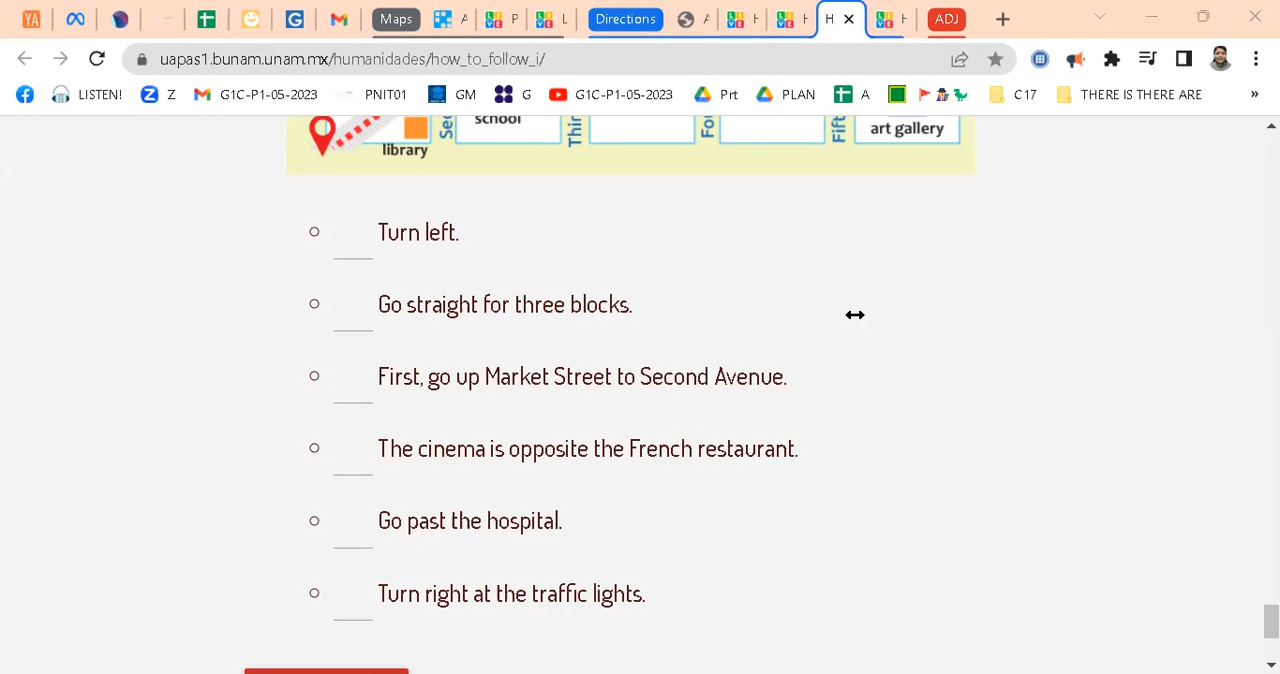 Maps
A
P
L
Directions
A
H
H
H
H
ADJ
uapas1.bunam.unam.mx/humanidades/how_to_follow_i/
LISTEN!
Z
G1C-P1-05-2023
PNIT01
GM
G
G1C-P1-05-2023
Prt
PLAN
A
C17
THERE IS THERE ARE
»
school
art gallery
library
Turn left.
Go straight for three blocks.
First, go up Market Street to Second Avenue.
The cinema is opposite the French restaurant.
Go past the hospital.
Turn right at the traffic lights.